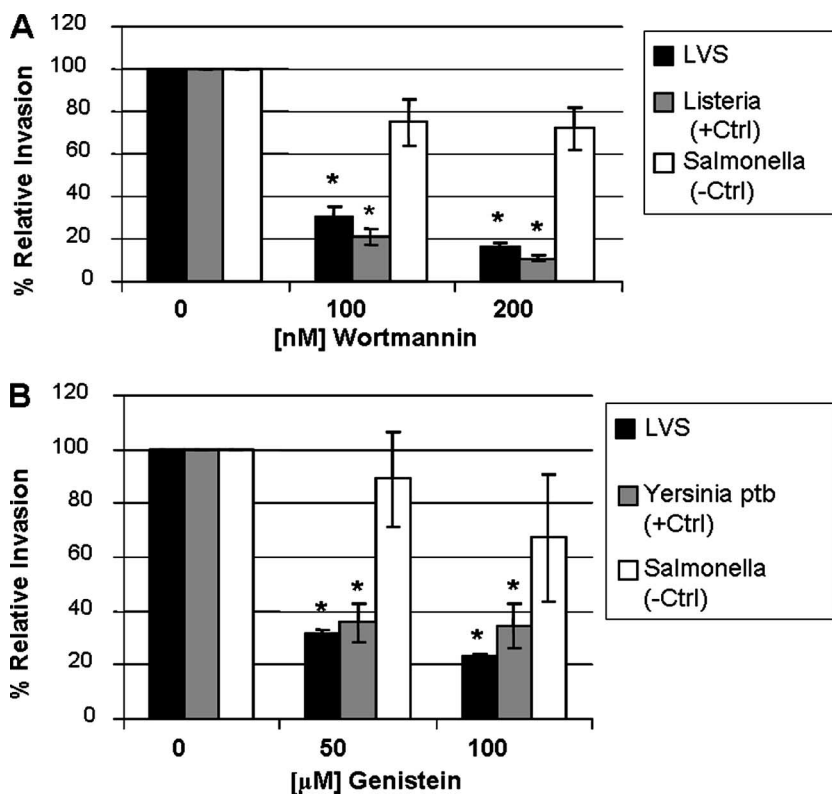 A
120
100
80
60
40
20
0
% Relative Invasion
* * * *
0 100 200
[nM] Wortmannin
LVS
Listeria
(+Ctrl)
Salmonella
(-Ctrl)
B
120
100
80
60
40
20
0
% Relative Invasion
* * * *
0 50 100
[µM] Genistein
LVS
Yersinia ptb
(+Ctrl)
Salmonella
(-Ctrl)